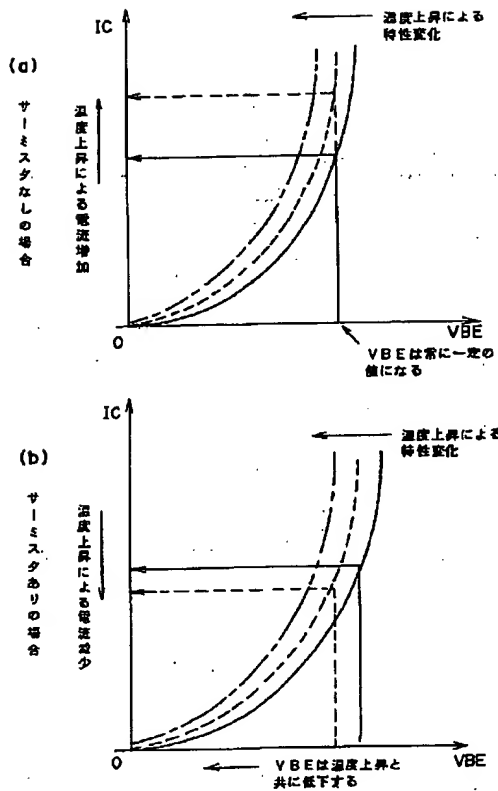 IC
温度上昇による
特性変化
(a)
サーミスタなしの場合
温度上昇による電流増加
0
VBE
VBEは常に一定の
値になる
IC
温度上昇による
特性変化
(b)
サーミスタありの場合
温度上昇による電流減少
0
VBE
VBEは温度上昇と
共に低下する